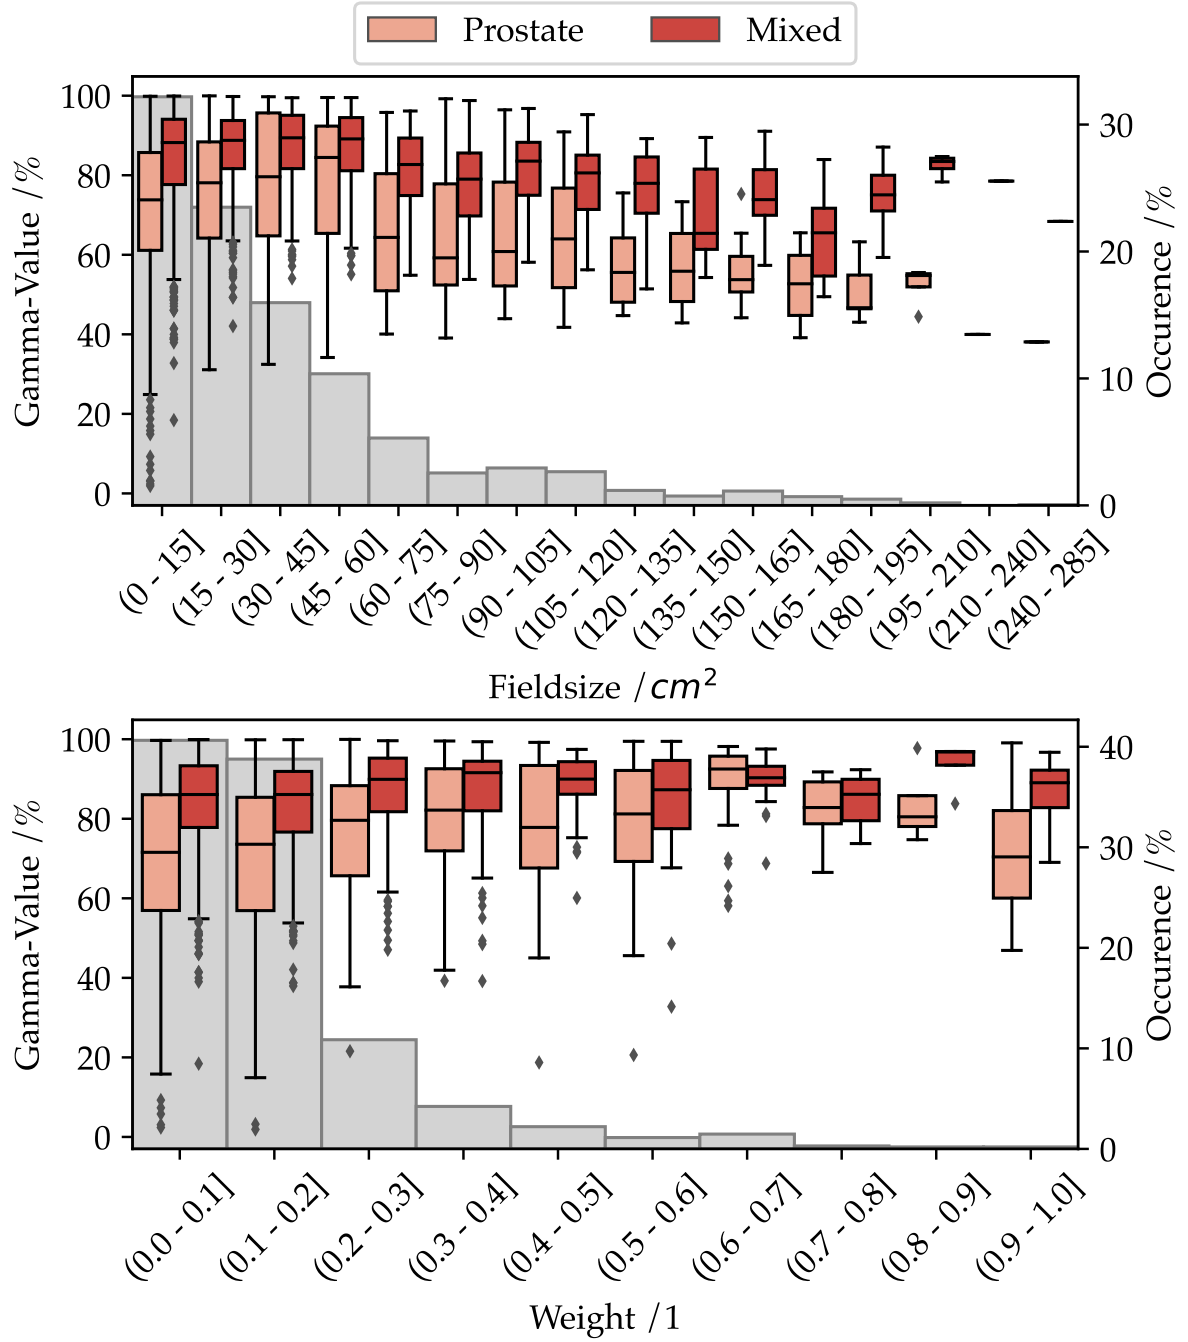 Prostate Mixed
100
80
60
40
20
0
Gamma-Value /%
30
20
10
0
Occurence /%
(0 - 15]
(15 - 30]
(30 - 45]
(45 - 60]
(60 - 75]
(75 - 90]
(90 - 105]
(105 - 120]
(120 - 135]
(135 - 150]
(150 - 165]
(165 - 180]
(180 - 195]
(195 - 210]
(210 - 240]
(240 - 285]
Fieldsize /cm²
100
80
60
40
20
0
Gamma-Value /%
40
30
20
10
0
Occurence /%
(0.0 - 0.1]
(0.1 - 0.2]
(0.2 - 0.3]
(0.3 - 0.4]
(0.4 - 0.5]
(0.5 - 0.6]
(0.6 - 0.7]
(0.7 - 0.8]
(0.8 - 0.9]
(0.9 - 1.0]
Weight /1